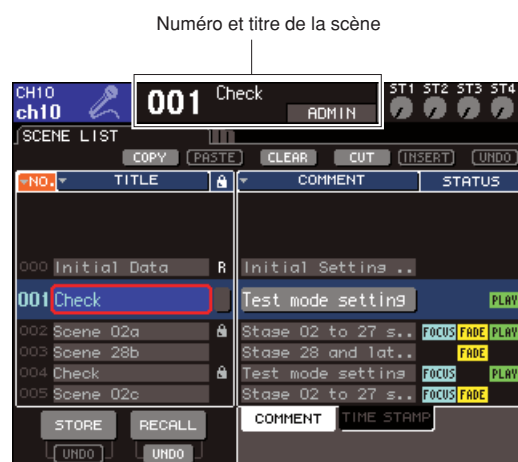 Numéro et titre de la scène
CH10
ch10
001 Check
ADMIN
ST1 ST2 ST3 ST4
SCENE LIST
COPY PASTE CLEAR CUT INSERT UNDO
NO. TITLE COMMENT STATUS
000 Initial Data R Initial Setting ..
001 Check Test mode setting PLAY
002 Scene 02a Stage 02 to 27 s.. FOCUS FADE PLAY
003 Scene 28b Stage 28 and lat.. FADE
004 Check Test mode setting FOCUS PLAY
005 Scene 02c Stage 02 to 27 s.. FOCUS FADE
STORE RECALL COMMENT TIME STAMP
UNDO UNDO